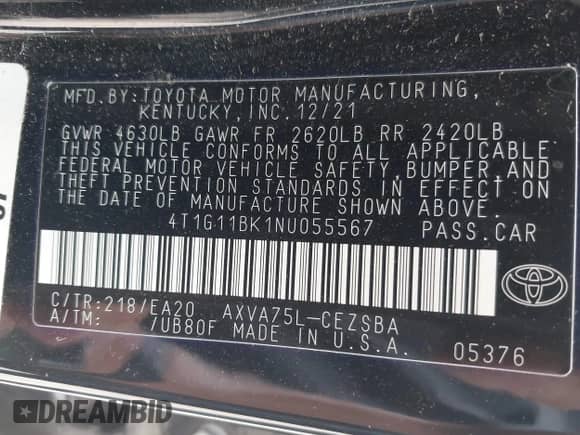 MFD. BY: TOYOTA MOTOR MANUFACTURING,
KENTUCKY, INC. 12/21
GVWR 4630LB GAWR FR 2620LB RR 2420LB
THIS VEHICLE CONFORMS TO ALL APPLICABLE
FEDERAL MOTOR VEHICLE SAFETY, BUMPER, AND
THEFT PREVENTION STANDARDS IN EFFECT ON
THE DATE OF MANUFACTURE SHOWN ABOVE.
4T1G11BK1NU055567 PASS. CAR
C/TR: 218/EA20 AXVA75L-CEZSBA
A/TM: /UB80F MADE IN U.S.A. 05376
DREAMBID